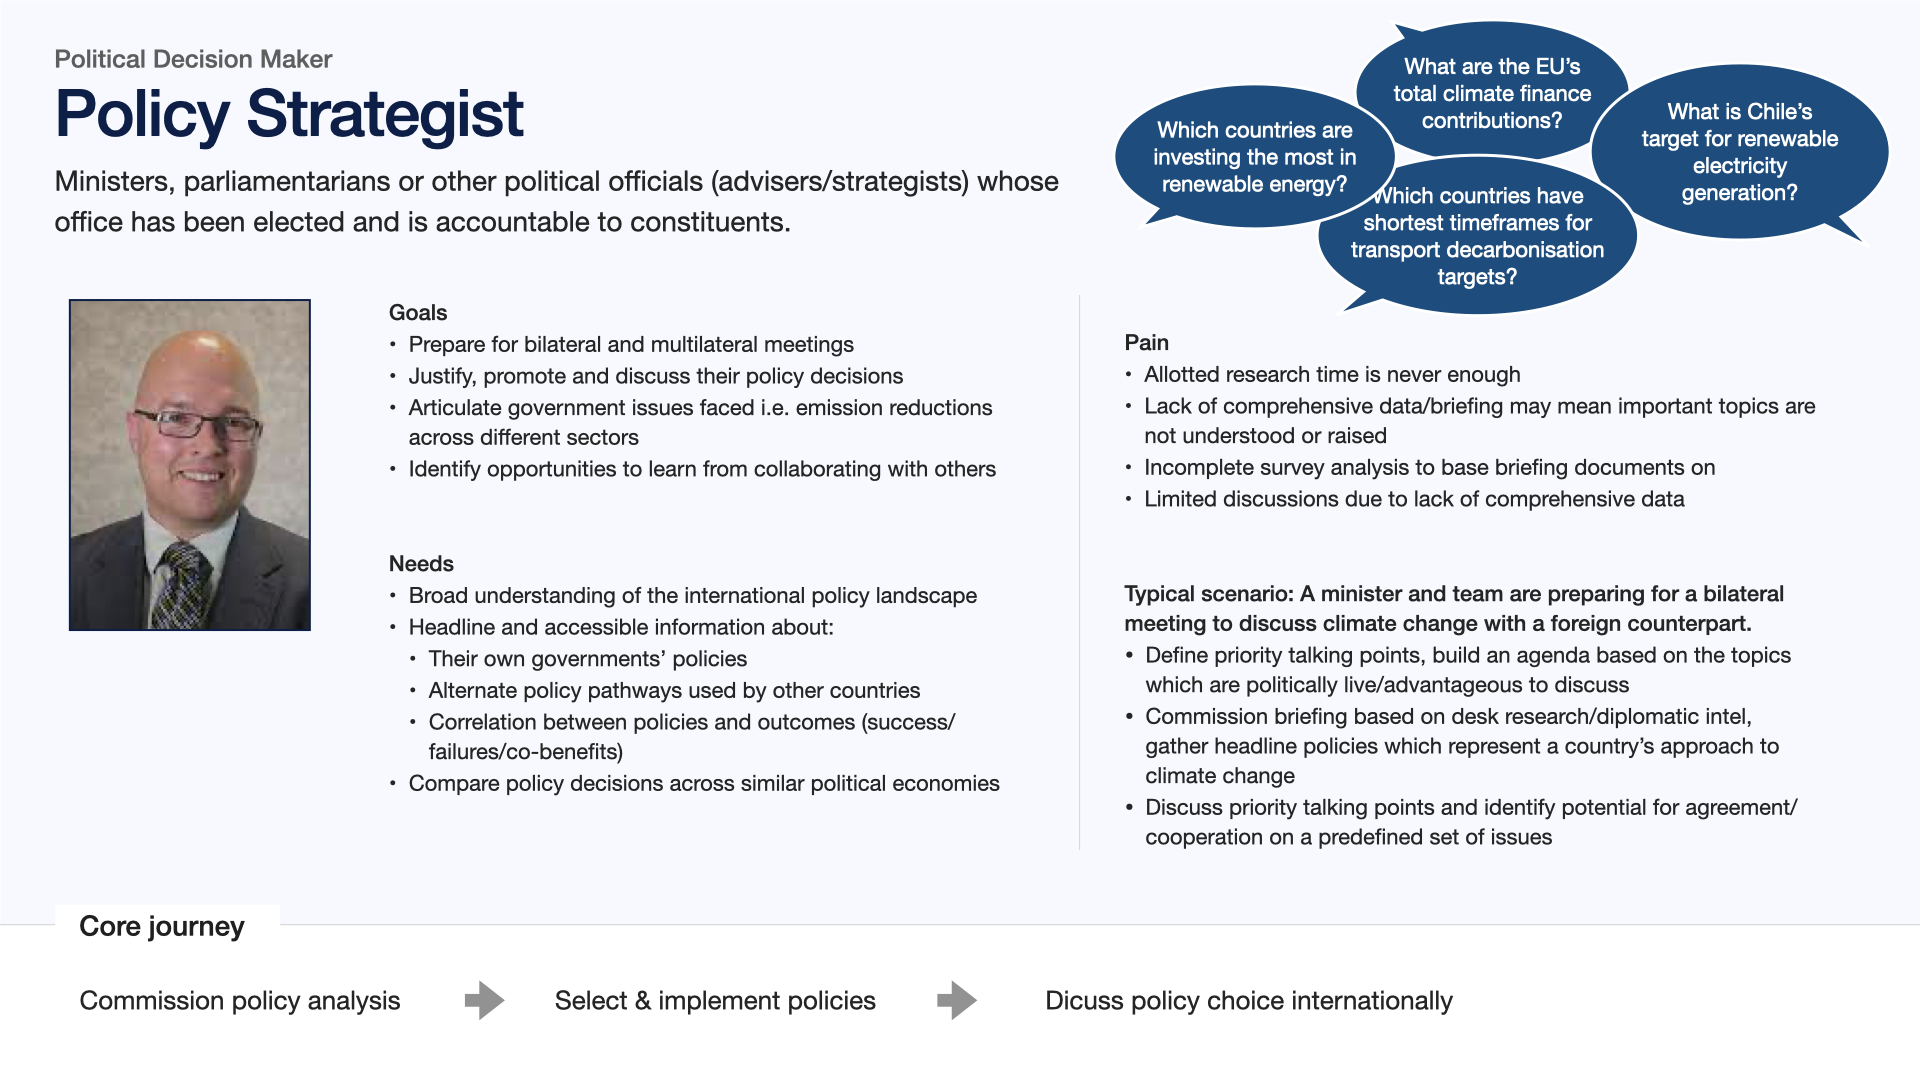 Political Decision Maker
Policy Strategist
Ministers, parliamentarians or other political officials (advisers/strategists) whose
office has been elected and is accountable to constituents.
Which countries are
investing the most in
renewable energy?
What are the EU’s
total climate finance
contributions?
What is Chile’s
target for renewable
electricity
generation?
Which countries have
shortest timeframes for
transport decarbonisation
targets?
Goals
• Prepare for bilateral and multilateral meetings
• Justify, promote and discuss their policy decisions
• Articulate government issues faced i.e. emission reductions
across different sectors
• Identify opportunities to learn from collaborating with others
Needs
• Broad understanding of the international policy landscape
• Headline and accessible information about:
• Their own governments’ policies
• Alternate policy pathways used by other countries
• Correlation between policies and outcomes (success/
failures/co-benefits)
• Compare policy decisions across similar political economies
Pain
• Allotted research time is never enough
• Lack of comprehensive data/briefing may mean important topics are
not understood or raised
• Incomplete survey analysis to base briefing documents on
• Limited discussions due to lack of comprehensive data
Typical scenario: A minister and team are preparing for a bilateral
meeting to discuss climate change with a foreign counterpart.
• Define priority talking points, build an agenda based on the topics
which are politically live/advantageous to discuss
• Commission briefing based on desk research/diplomatic intel,
gather headline policies which represent a country’s approach to
climate change
• Discuss priority talking points and identify potential for agreement/
cooperation on a predefined set of issues
Core journey
Commission policy analysis
Select & implement policies
Dicuss policy choice internationally